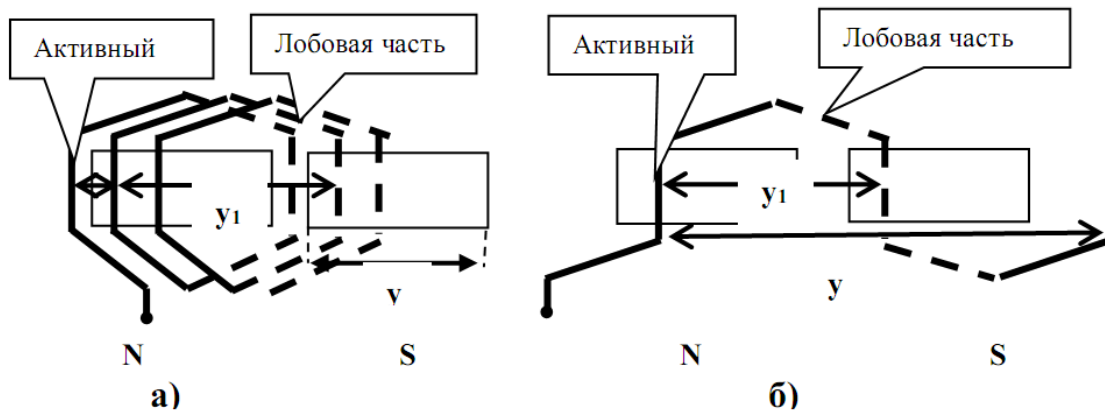 Активный
Лобовая часть
y₁
v
N
S
а)
Активный
Лобовая часть
y₁
y
N
S
б)